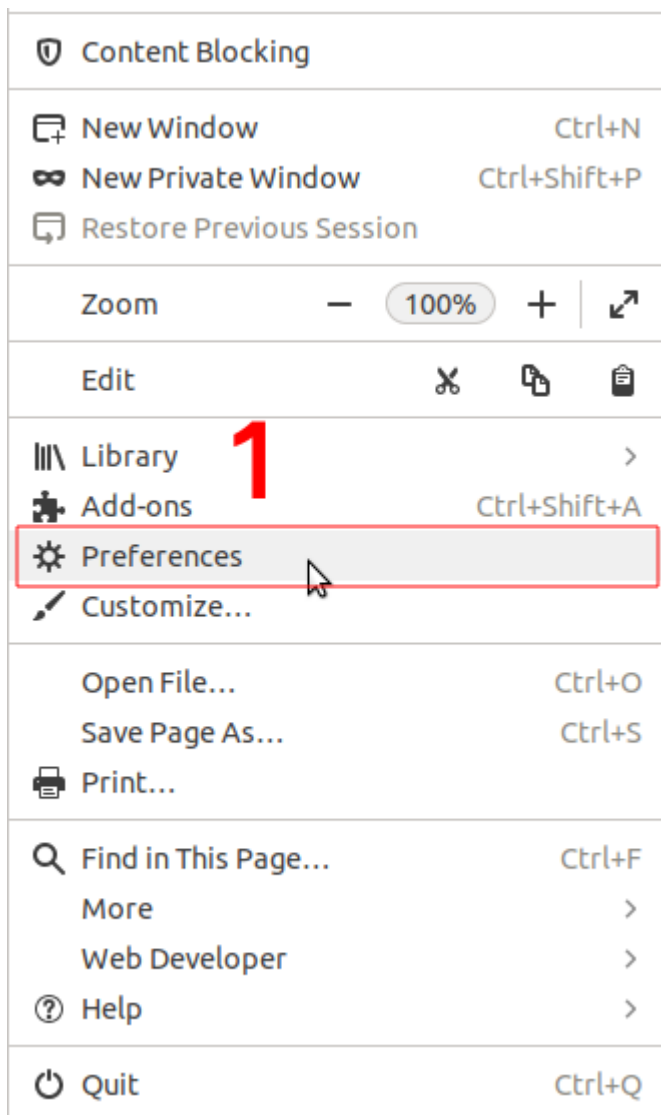 Content Blocking
New Window Ctrl+N
New Private Window Ctrl+Shift+P
Restore Previous Session
Zoom − 100% +
Edit
Library >
1
Add-ons Ctrl+Shift+A
Preferences
Customize…
Open File… Ctrl+O
Save Page As… Ctrl+S
Print…
Find in This Page… Ctrl+F
More >
Web Developer >
Help >
Quit Ctrl+Q